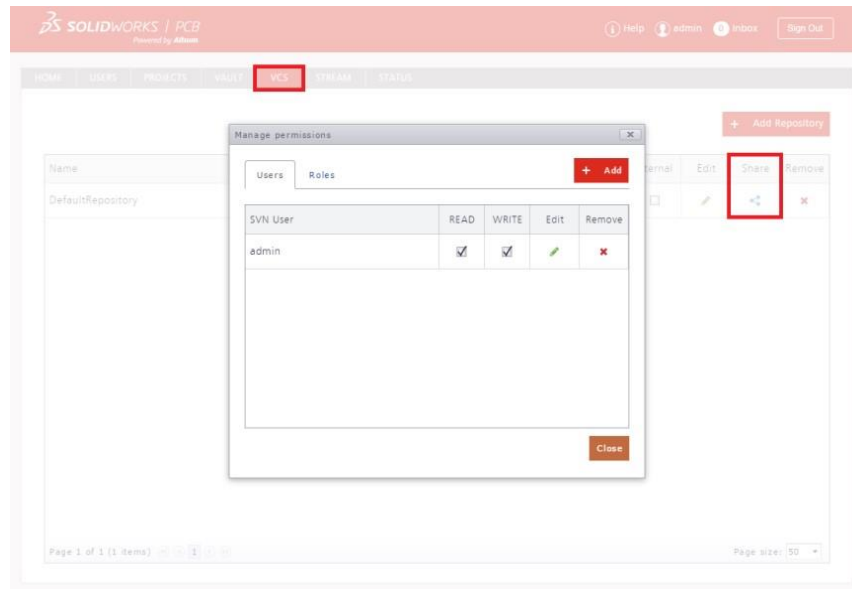 SOLIDWORKS | PCB
Powered by Altium
Help admin 0 Inbox Sign Out
HOME USERS PROJECTS VAULT VCS STREAM STATUS
+ Add Repository
Manage permissions
Users Roles + Add
Name ternal Edit Share Remove
DefaultRepository
SVN User READ WRITE Edit Remove
admin
Close
Page 1 of 1 (1 items) 1 Page size: 50